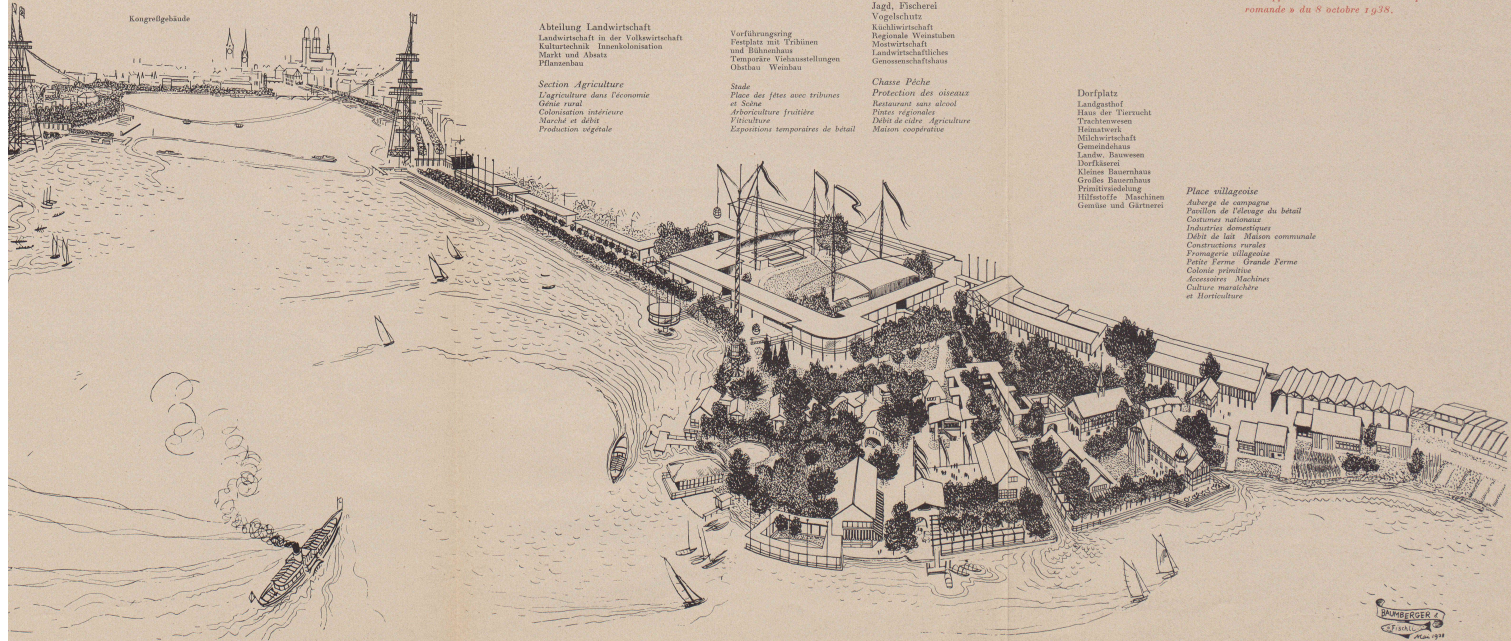 romande » du 8 octobre 1938.
Kongreßgebäude
Abteilung Landwirtschaft
Landwirtschaft in der Volkswirtschaft
Kulturtechnik Innenkolonisation
Markt und Absatz
Pflanzenbau
Section Agriculture
L'agriculture dans l'économie
Génie rural
Colonisation intérieure
Marché et débit
Production végétale
Vorführungsring
Festplatz mit Tribünen
und Bühnenhaus
Temporäre Viehausstellungen
Obstbau Weinbau
Stade
Place des fêtes avec tribunes
et Scène
Arboriculture fruitière
Viticulture
Expositions temporaires de bétail
Jagd, Fischerei
Vogelschutz
Küchliwirtschaft
Regionale Weinstuben
Mostwirtschaft
Landwirtschaftliches
Genossenschaftshaus
Chasse Pêche
Protection des oiseaux
Restaurant sans alcool
Pintes régionales
Débit de cidre Agriculture
Maison coopérative
Dorfplatz
Landgasthof
Haus der Tierzucht
Trachtenwesen
Heimatwerk
Milchwirtschaft
Gemeindehaus
Landw. Bauwesen
Dorfkäserei
Kleines Bauernhaus
Großes Bauernhaus
Primitivsiedelung
Hilfsstoffe Maschinen
Gemüse und Gärtnerei
Place villageoise
Auberge de campagne
Pavillon de l'élevage du bétail
Costumes nationaux
Industries domestiques
Débit de lait Maison communale
Constructions rurales
Fromagerie villageoise
Petite Ferme Grande Ferme
Colonie primitive
Accessoires Machines
Culture maraîchère
et Horticulture
BAUMBERGER &
Fischli
Mai 1938